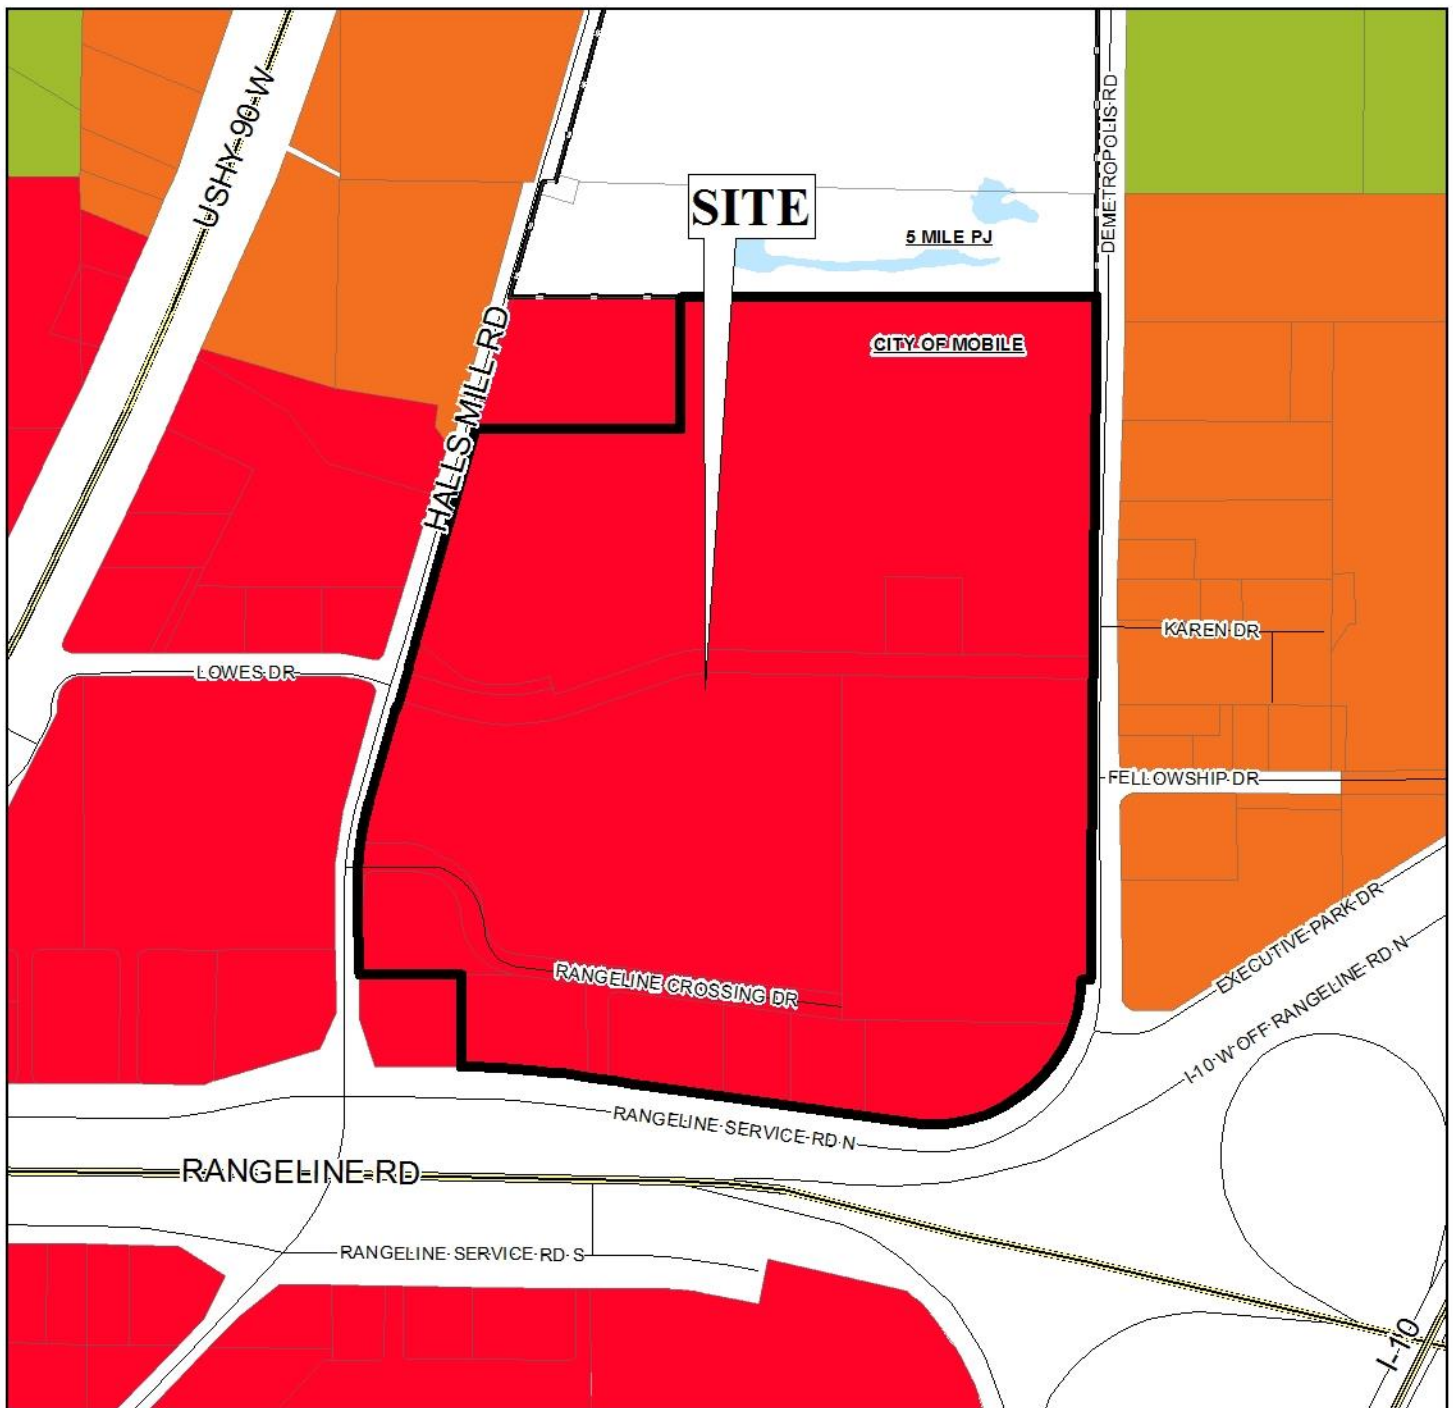 USHY 90 W
DEMETROPOLIS RD
SITE
5 MILE PJ
HALLS MILL RD
CITY OF MOBILE
KAREN DR
LOWES DR
FELLOWSHIP DR
EXECUTIVE PARK DR
RANGELINE CROSSING DR
I-10 W OFF RANGELINE RD N
RANGELINE SERVICE RD N
RANGELINE RD
RANGELINE SERVICE RD S
I-10